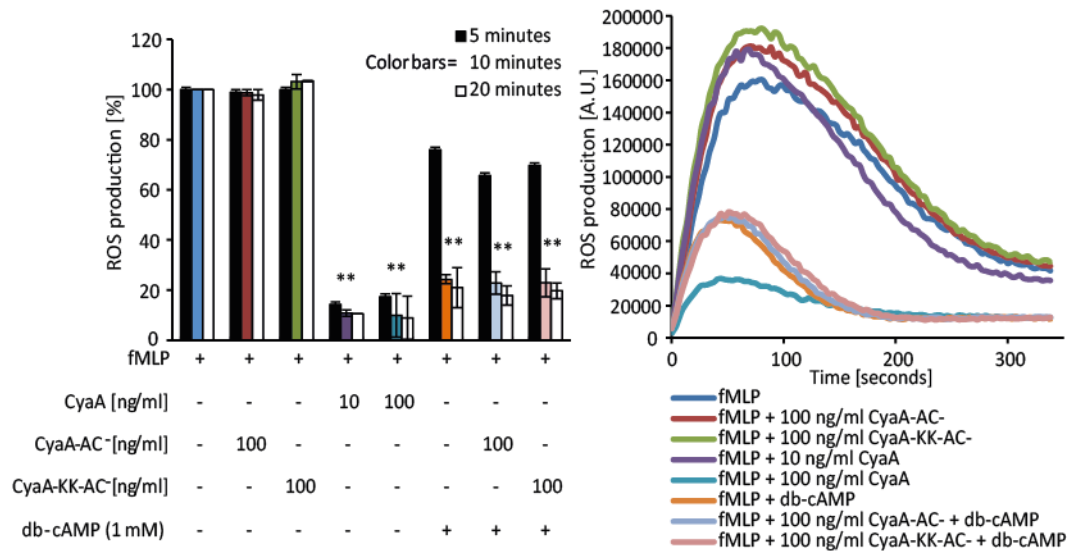 5 minutes
Color bars= 10 minutes
20 minutes
ROS production [%]
120
100
80
60
40
20
0
**
**
**
**
**
fMLP + + + + + + + +
CyaA [ng/ml] - - - 10 100 - - -
CyaA-AC⁻[ng/ml] - 100 - - - - 100 -
CyaA-KK-AC⁻[ng/ml] - - 100 - - - - 100
db-cAMP (1 mM) - - - - - + + +
ROS produciton [A.U.]
200000
180000
160000
140000
120000
100000
80000
60000
40000
20000
0
0 100 200 300
Time [seconds]
fMLP
fMLP + 100 ng/ml CyaA-AC-
fMLP + 100 ng/ml CyaA-KK-AC-
fMLP + 10 ng/ml CyaA
fMLP + 100 ng/ml CyaA
fMLP + db-cAMP
fMLP + 100 ng/ml CyaA-AC- + db-cAMP
fMLP + 100 ng/ml CyaA-KK-AC- + db-cAMP